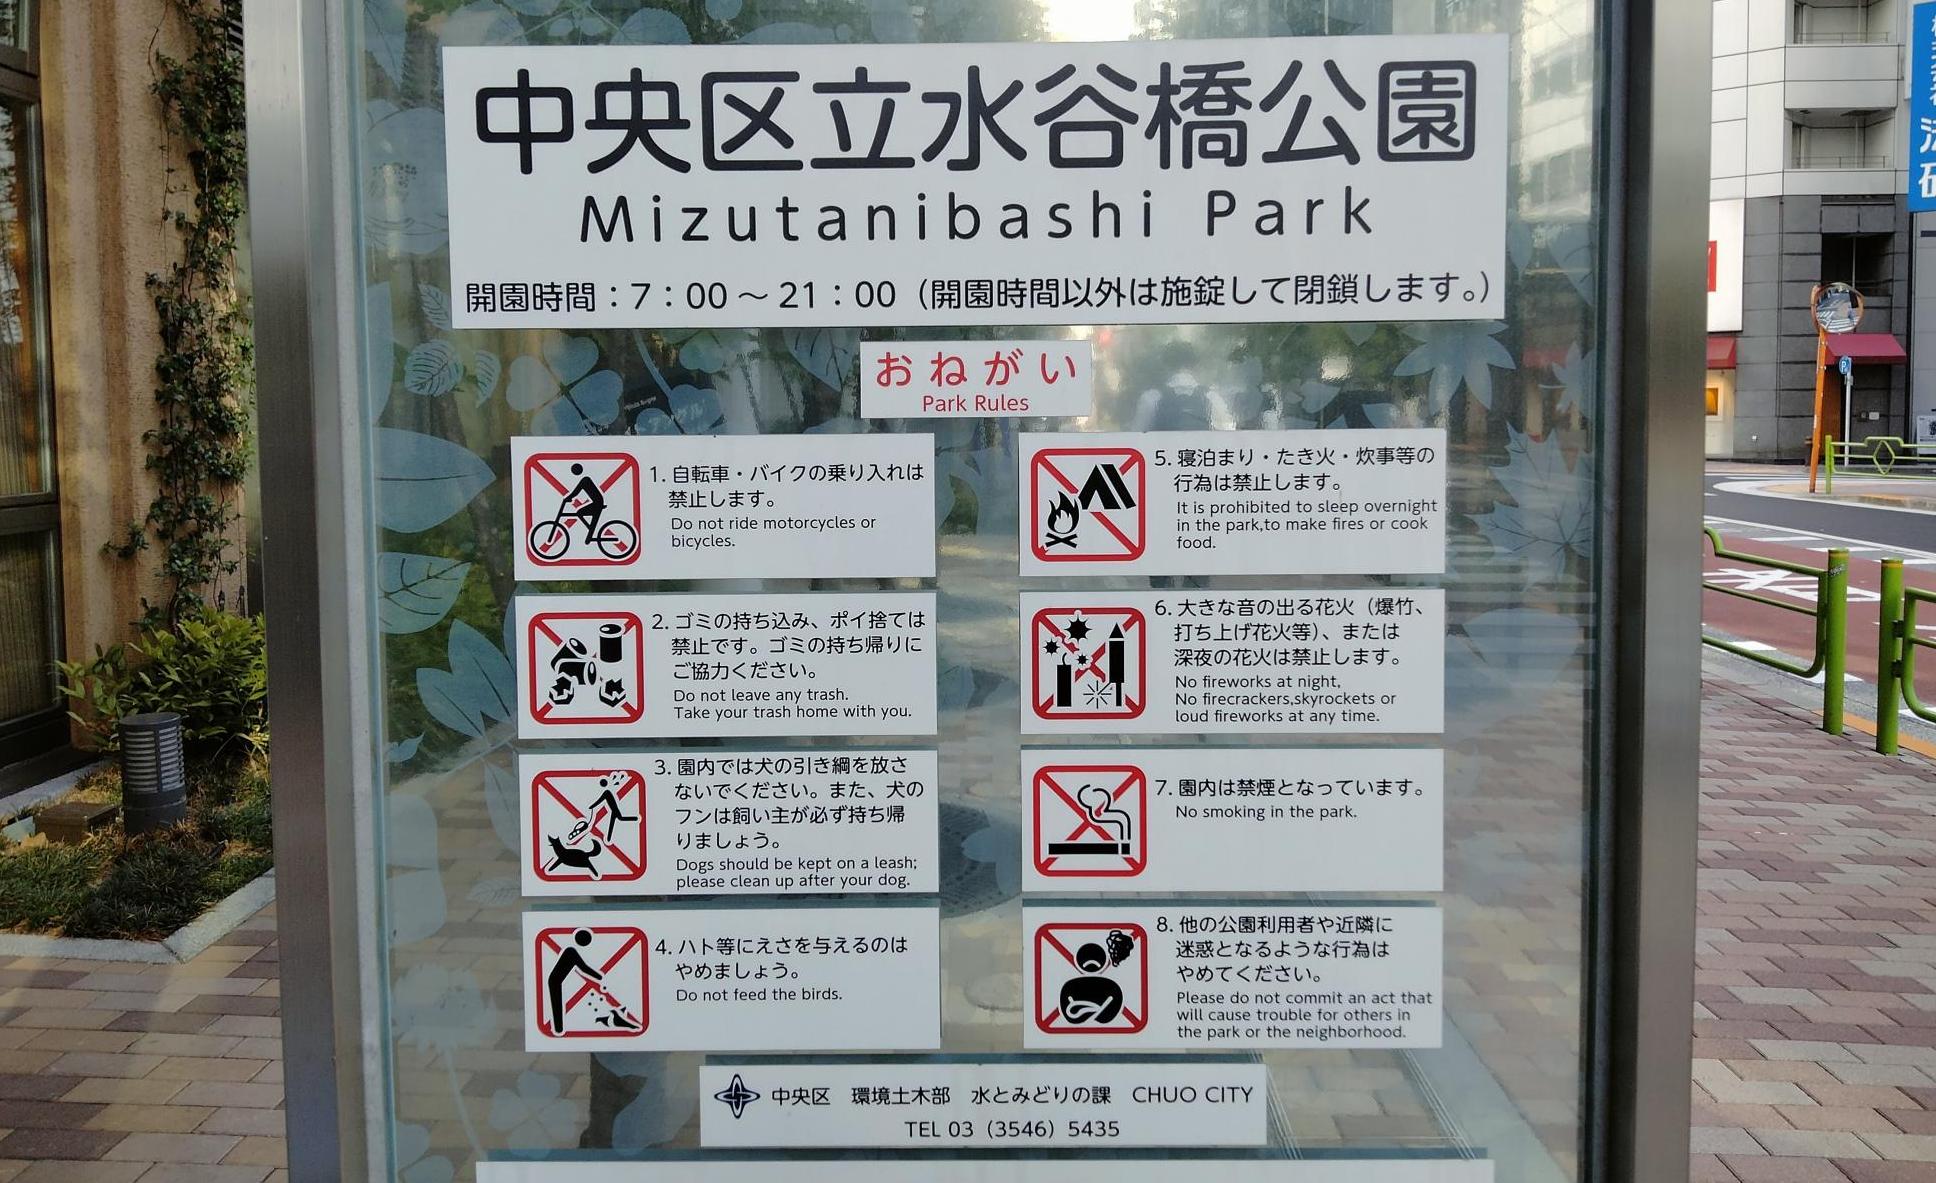 中央区立水谷橋公園
Mizutanibashi Park
開園時間：7：00～21：00（開園時間以外は施錠して閉鎖します。）
おねがい
Park Rules
1. 自転車・バイクの乗り入れは
禁止します。
Do not ride motorcycles or
bicycles.
2. ゴミの持ち込み、ポイ捨ては
禁止です。ゴミの持ち帰りに
ご協力ください。
Do not leave any trash.
Take your trash home with you.
3. 園内では犬の引き綱を放さ
ないでください。また、犬の
フンは飼い主が必ず持ち帰
りましょう。
Dogs should be kept on a leash;
please clean up after your dog.
4. ハト等にえさを与えるのは
やめましょう。
Do not feed the birds.
5. 寝泊まり・たき火・炊事等の
行為は禁止します。
It is prohibited to sleep overnight
in the park,to make fires or cook
food.
6. 大きな音の出る花火（爆竹、
打ち上げ花火等）、または
深夜の花火は禁止します。
No fireworks at night,
No firecrackers,skyrockets or
loud fireworks at any time.
7. 園内は禁煙となっています。
No smoking in the park.
8. 他の公園利用者や近隣に
迷惑となるような行為は
やめてください。
Please do not commit an act that
will cause trouble for others in
the park or the neighborhood.
中央区 環境土木部 水とみどりの課 CHUO CITY
TEL 03（3546）5435
P